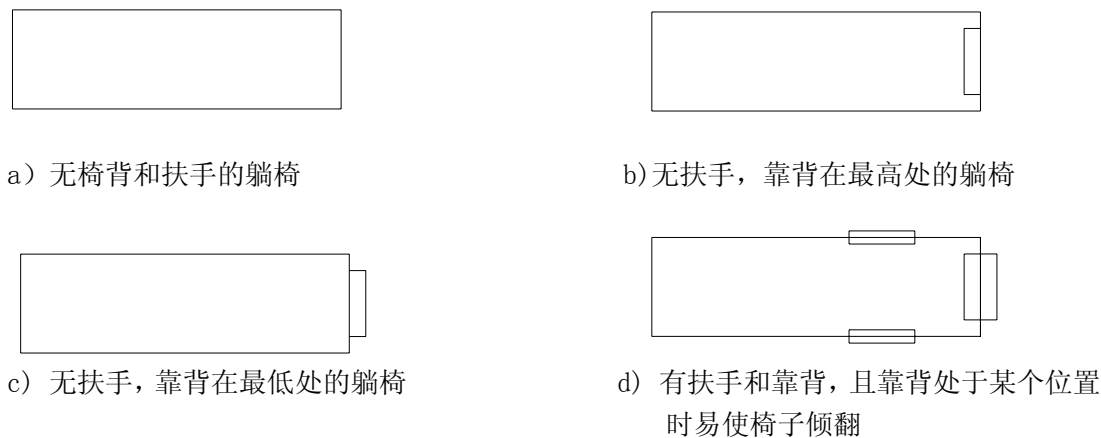 a) 无椅背和扶手的躺椅
b)无扶手，靠背在最高处的躺椅
c) 无扶手，靠背在最低处的躺椅
d) 有扶手和靠背，且靠背处于某个位置
时易使椅子倾翻